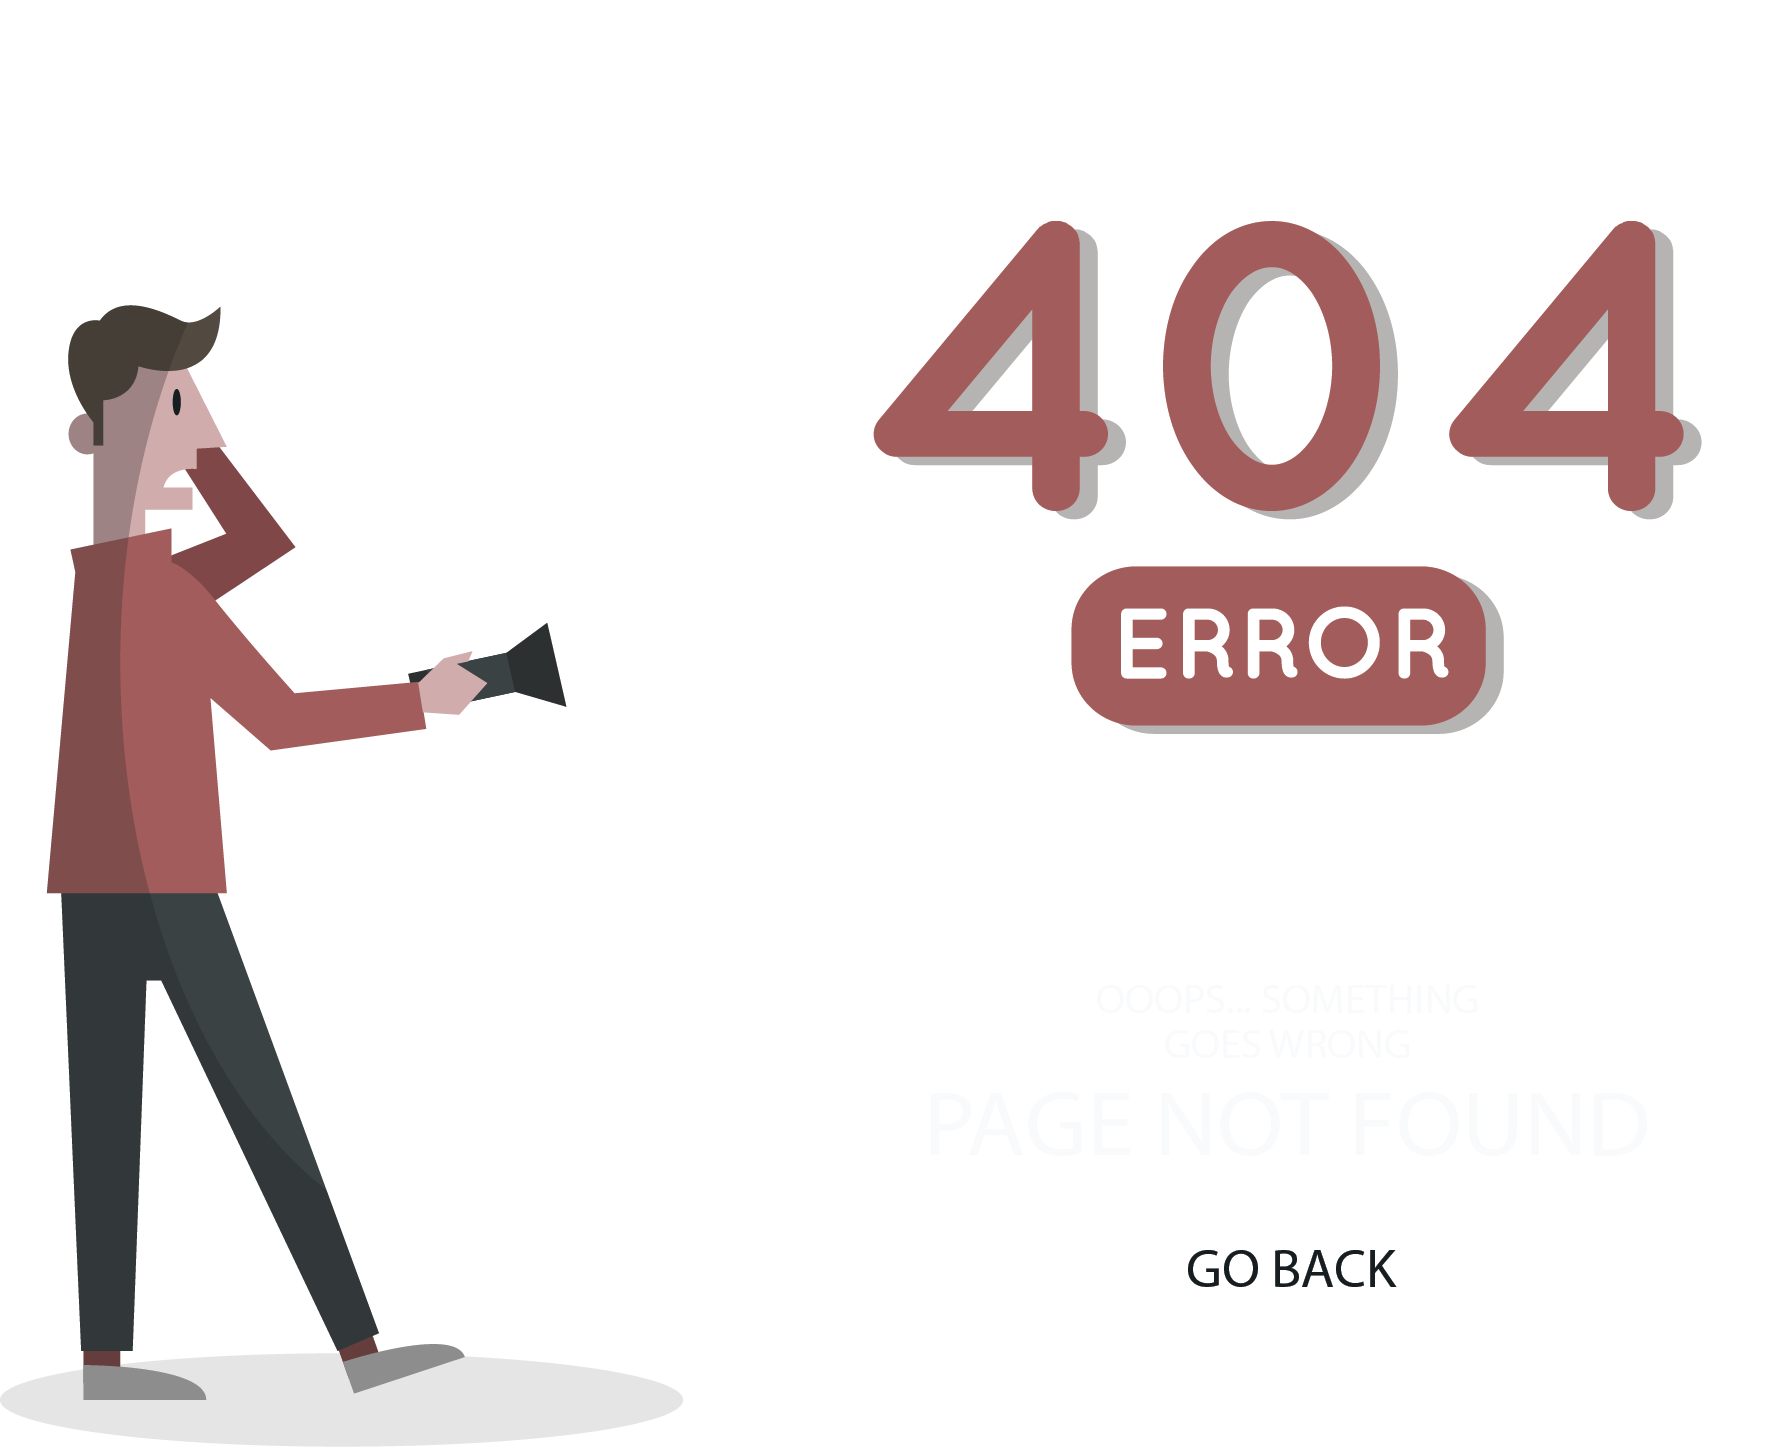 404
ERROR
OOOPS... SOMETHING
GOES WRONG
PAGE NOT FOUND
GO BACK